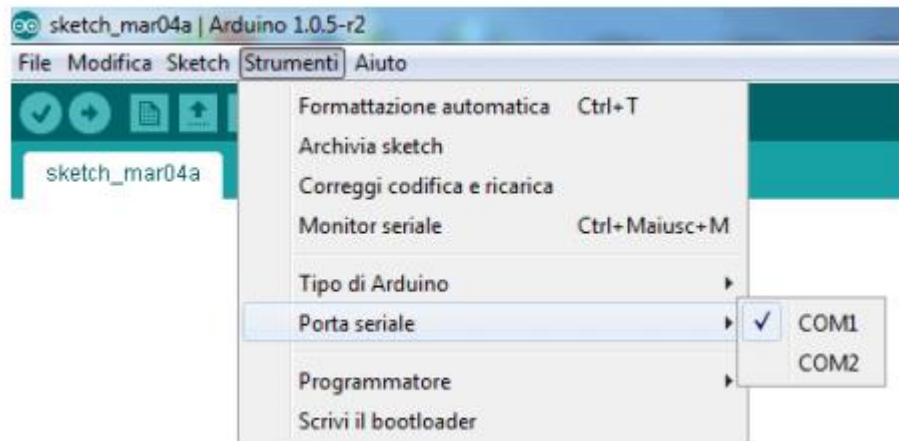 sketch_mar04a | Arduino 1.0.5-r2
File Modifica Sketch Strumenti Aiuto
sketch_mar04a
Formattazione automatica Ctrl+T
Archivia sketch
Correggi codifica e ricarica
Monitor seriale Ctrl+Maiusc+M
Tipo di Arduino
Porta seriale
COM1
COM2
Programmatore
Scrivi il bootloader